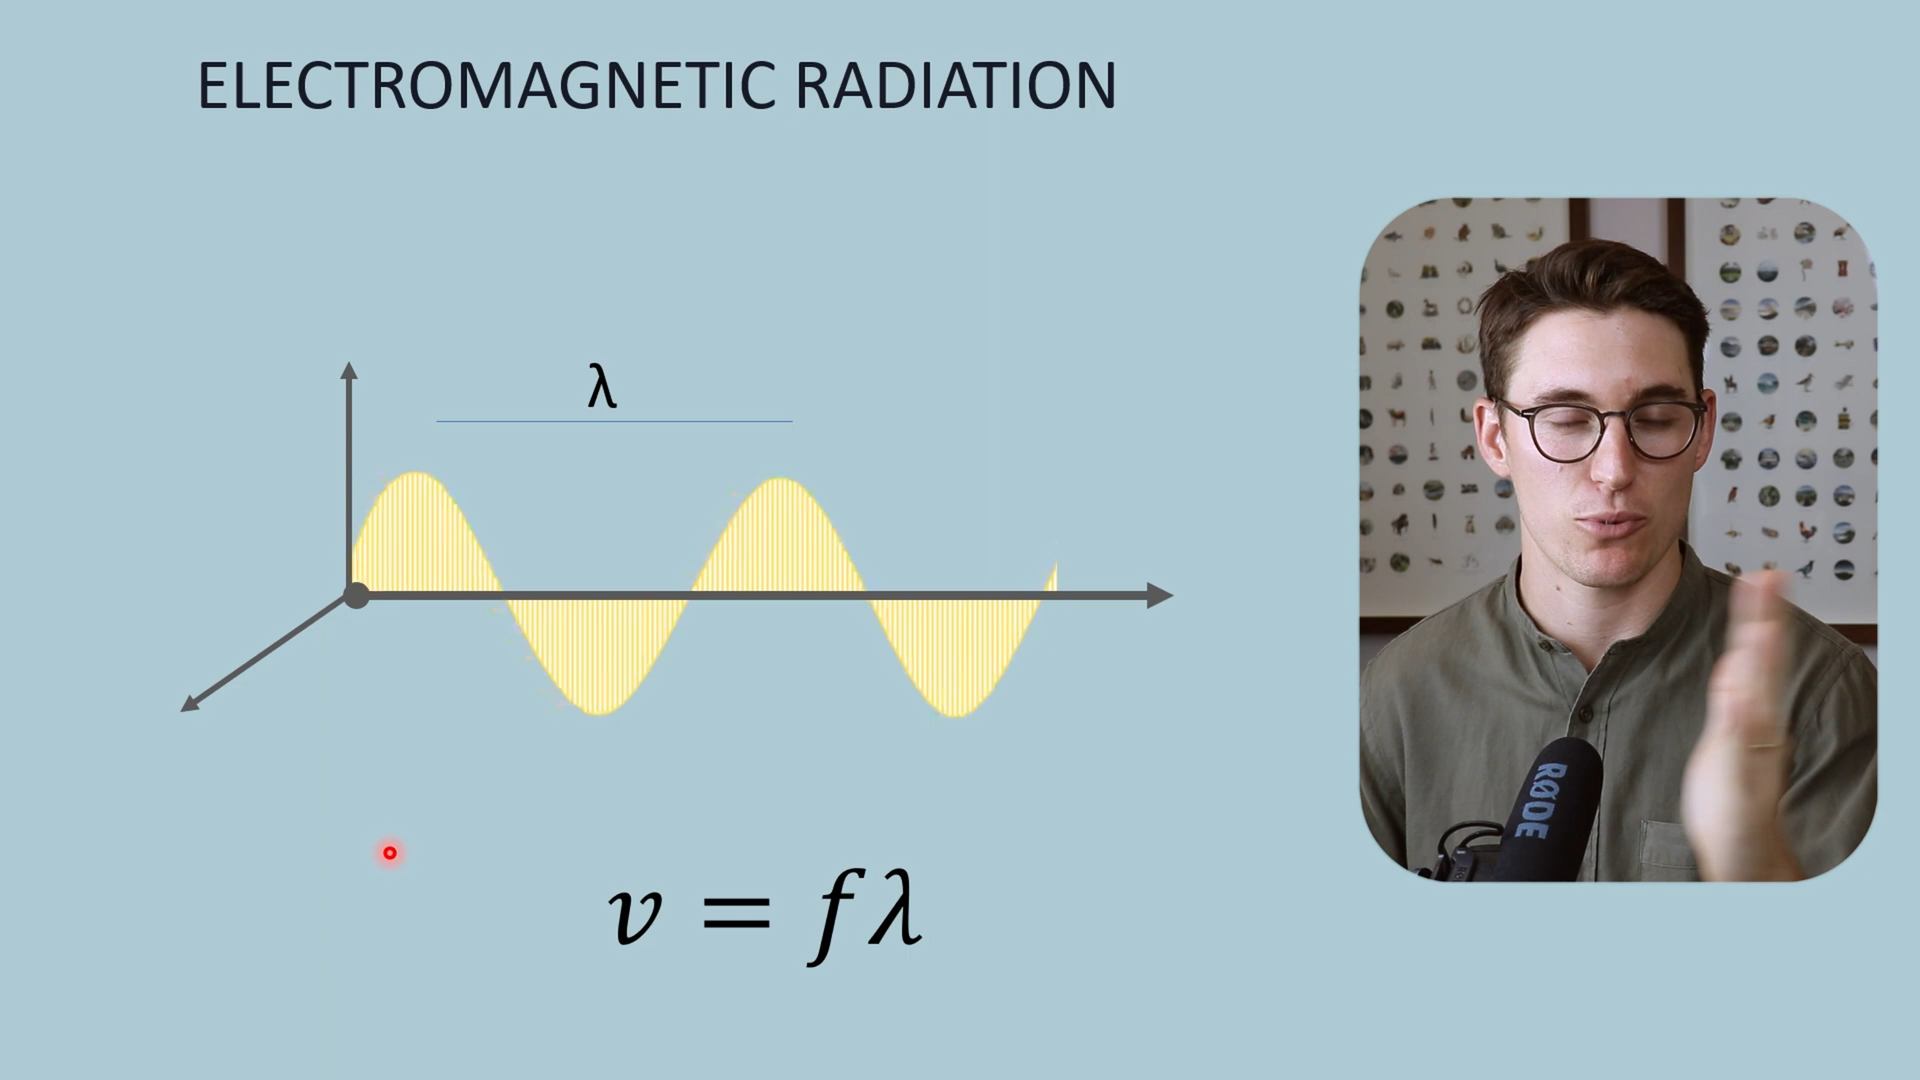 ELECTROMAGNETIC RADIATION
λ
RØDE
v = fλ